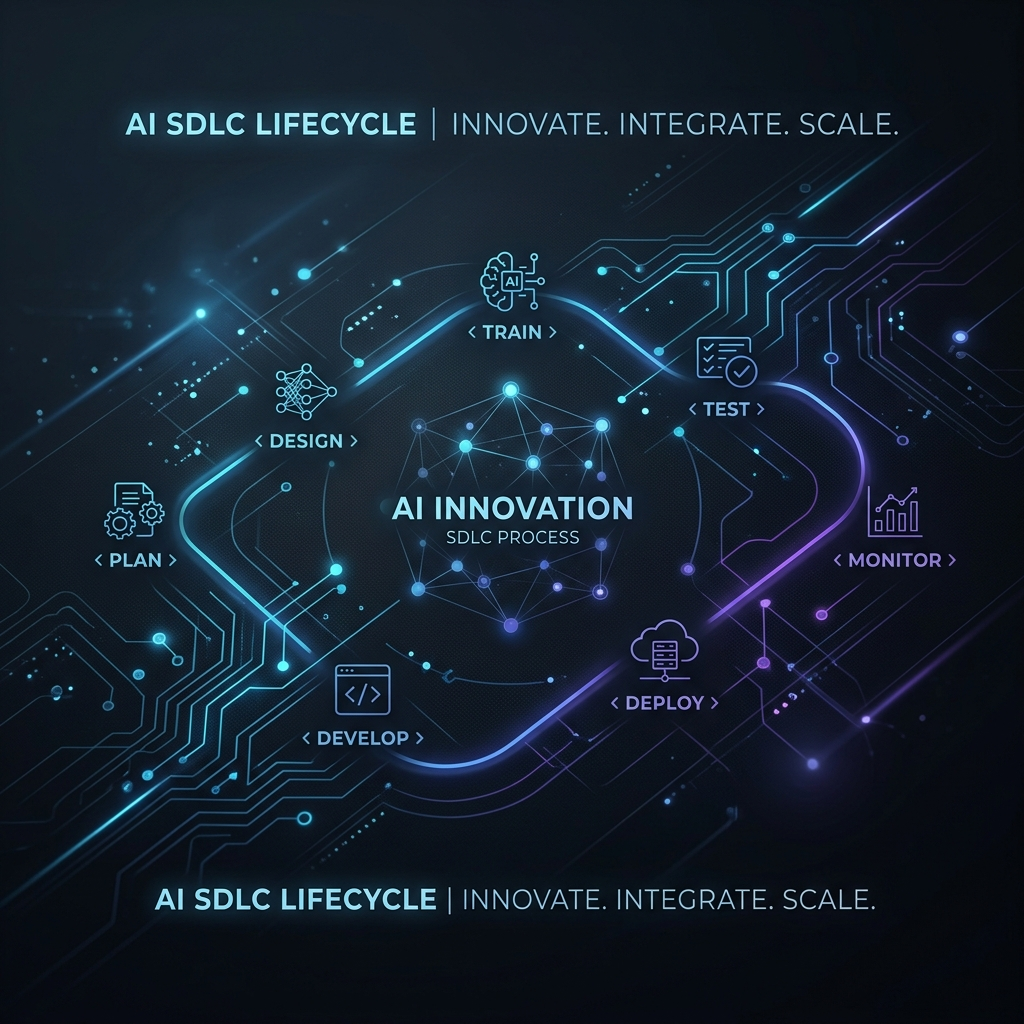 AI SDLC LIFECYCLE | INNOVATE. INTEGRATE. SCALE.
AI
< TRAIN >
< TEST >
< DESIGN >
AI INNOVATION
SDLC PROCESS
< PLAN >
< MONITOR >
< DEPLOY >
</>
< DEVELOP >
AI SDLC LIFECYCLE | INNOVATE. INTEGRATE. SCALE.